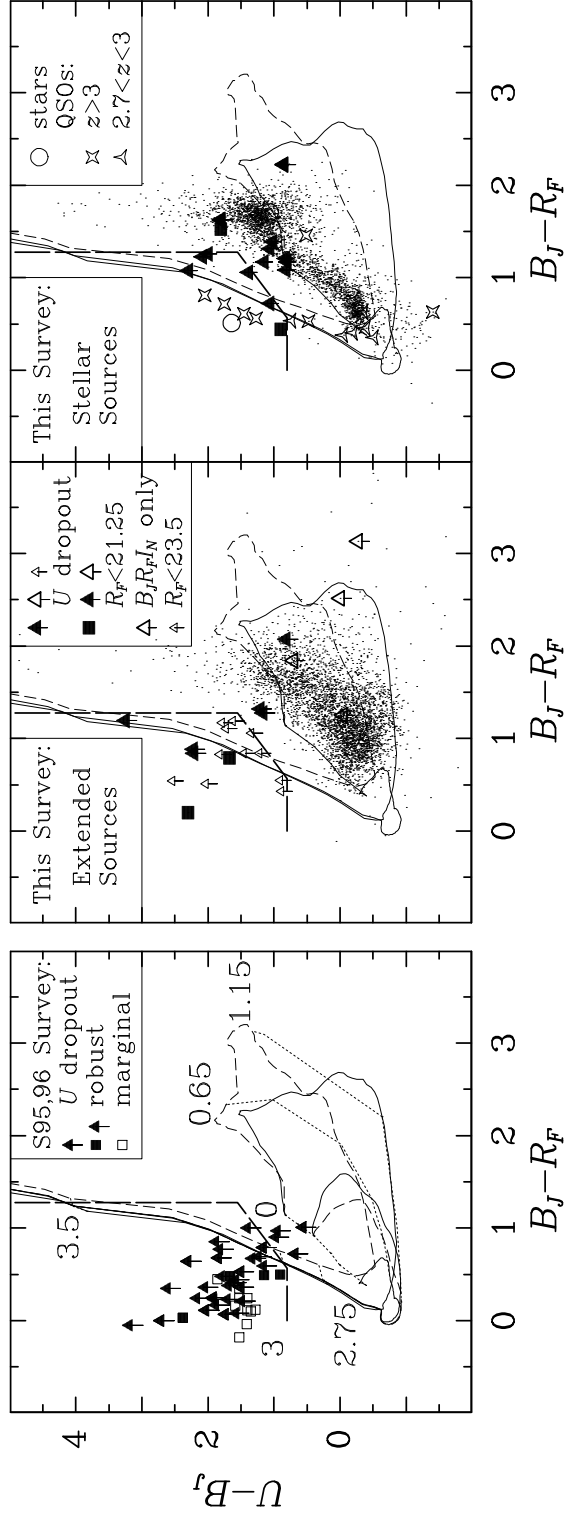 S95,96 Survey:
U dropout
robust
marginal
3.5
3
2.75
0
0.65
1.15
U−B_J
4
2
0
0
1
2
3
B_J−R_F
This Survey:
Extended
Sources
U dropout
R_F<21.25
B_JR_FI_N only
R_F<23.5
0
1
2
3
B_J−R_F
This Survey:
Stellar
Sources
stars
QSOs:
z>3
2.7<z<3
0
1
2
3
B_J−R_F